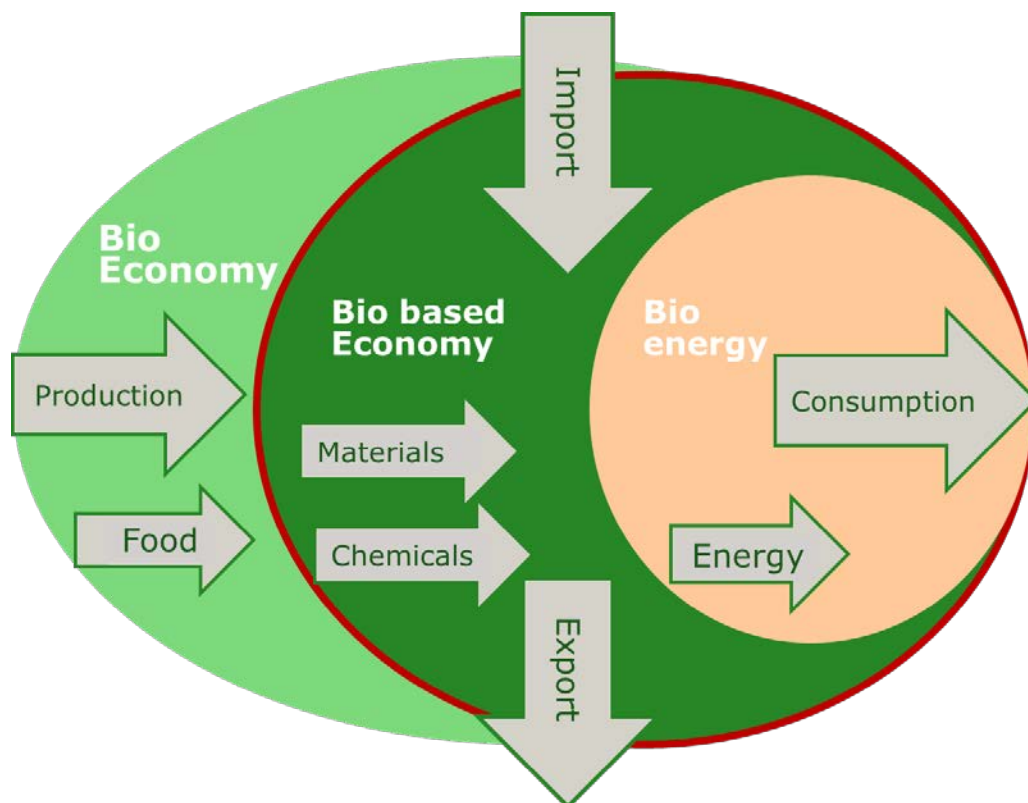 Import
Bio
Economy
Bio based
Economy
Bio
energy
Production
Consumption
Materials
Food
Chemicals
Energy
Export